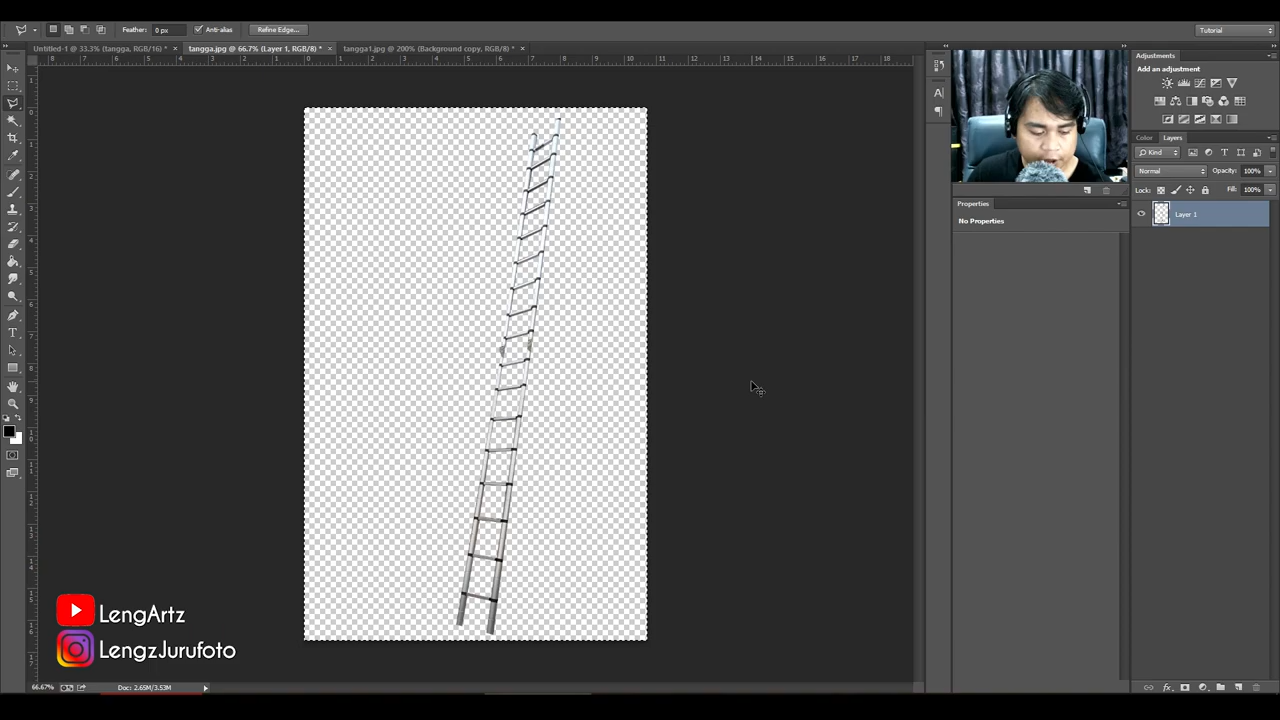 Feather: 0 px Anti-alias Refine Edge... Tutorial
Untitled-1 @ 33.3% (tangga, RGB/16) * × tangga.jpg @ 66.7% (Layer 1, RGB/8) * × tangga1.jpg @ 200% (Background copy, RGB/8) * ×
Adjustments
Add an adjustment
Color Layers
Kind
Normal Opacity: 100%
Lock: Fill: 100%
Properties
No Properties
Layer 1
LengArtz
LengzJurufoto
66.67% Doc: 2.65M/3.53M